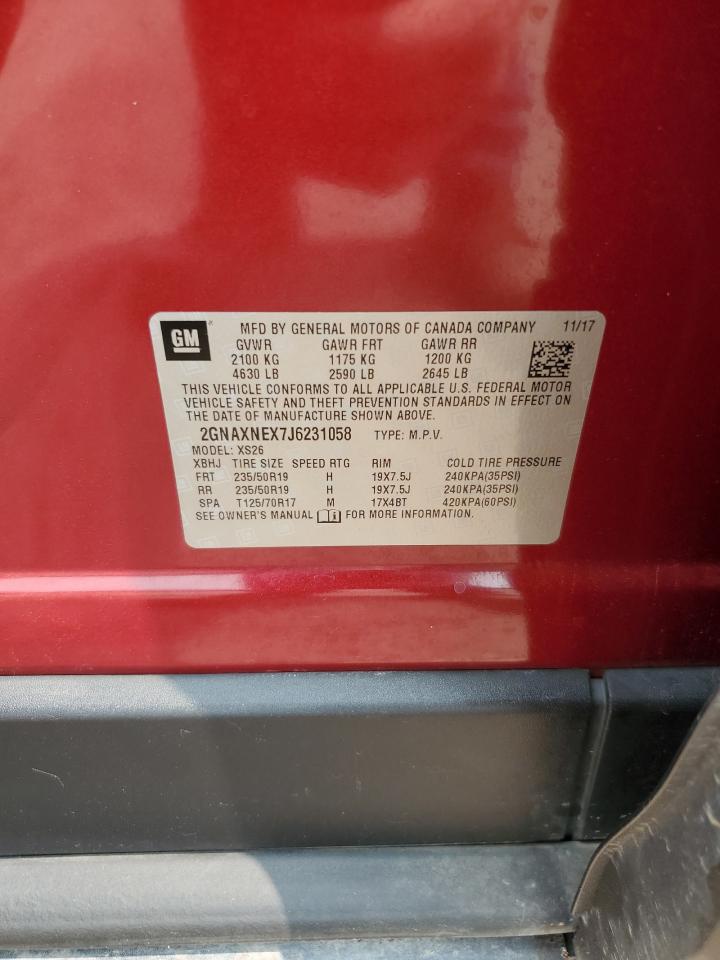 GM ® MFD BY GENERAL MOTORS OF CANADA COMPANY 11/17
GVWR GAWR FRT GAWR RR
2100 KG 1175 KG 1200 KG
4630 LB 2590 LB 2645 LB
THIS VEHICLE CONFORMS TO ALL APPLICABLE U.S. FEDERAL MOTOR
VEHICLE SAFETY AND THEFT PREVENTION STANDARDS IN EFFECT ON
THE DATE OF MANUFACTURE SHOWN ABOVE.
2GNAXNEX7J6231058 TYPE: M.P.V.
MODEL: XS26
XBHJ TIRE SIZE SPEED RTG RIM COLD TIRE PRESSURE
FRT 235/50R19 H 19X7.5J 240KPA(35PSI)
RR 235/50R19 H 19X7.5J 240KPA(35PSI)
SPA T125/70R17 M 17X4BT 420KPA(60PSI)
SEE OWNER'S MANUAL FOR MORE INFORMATION.